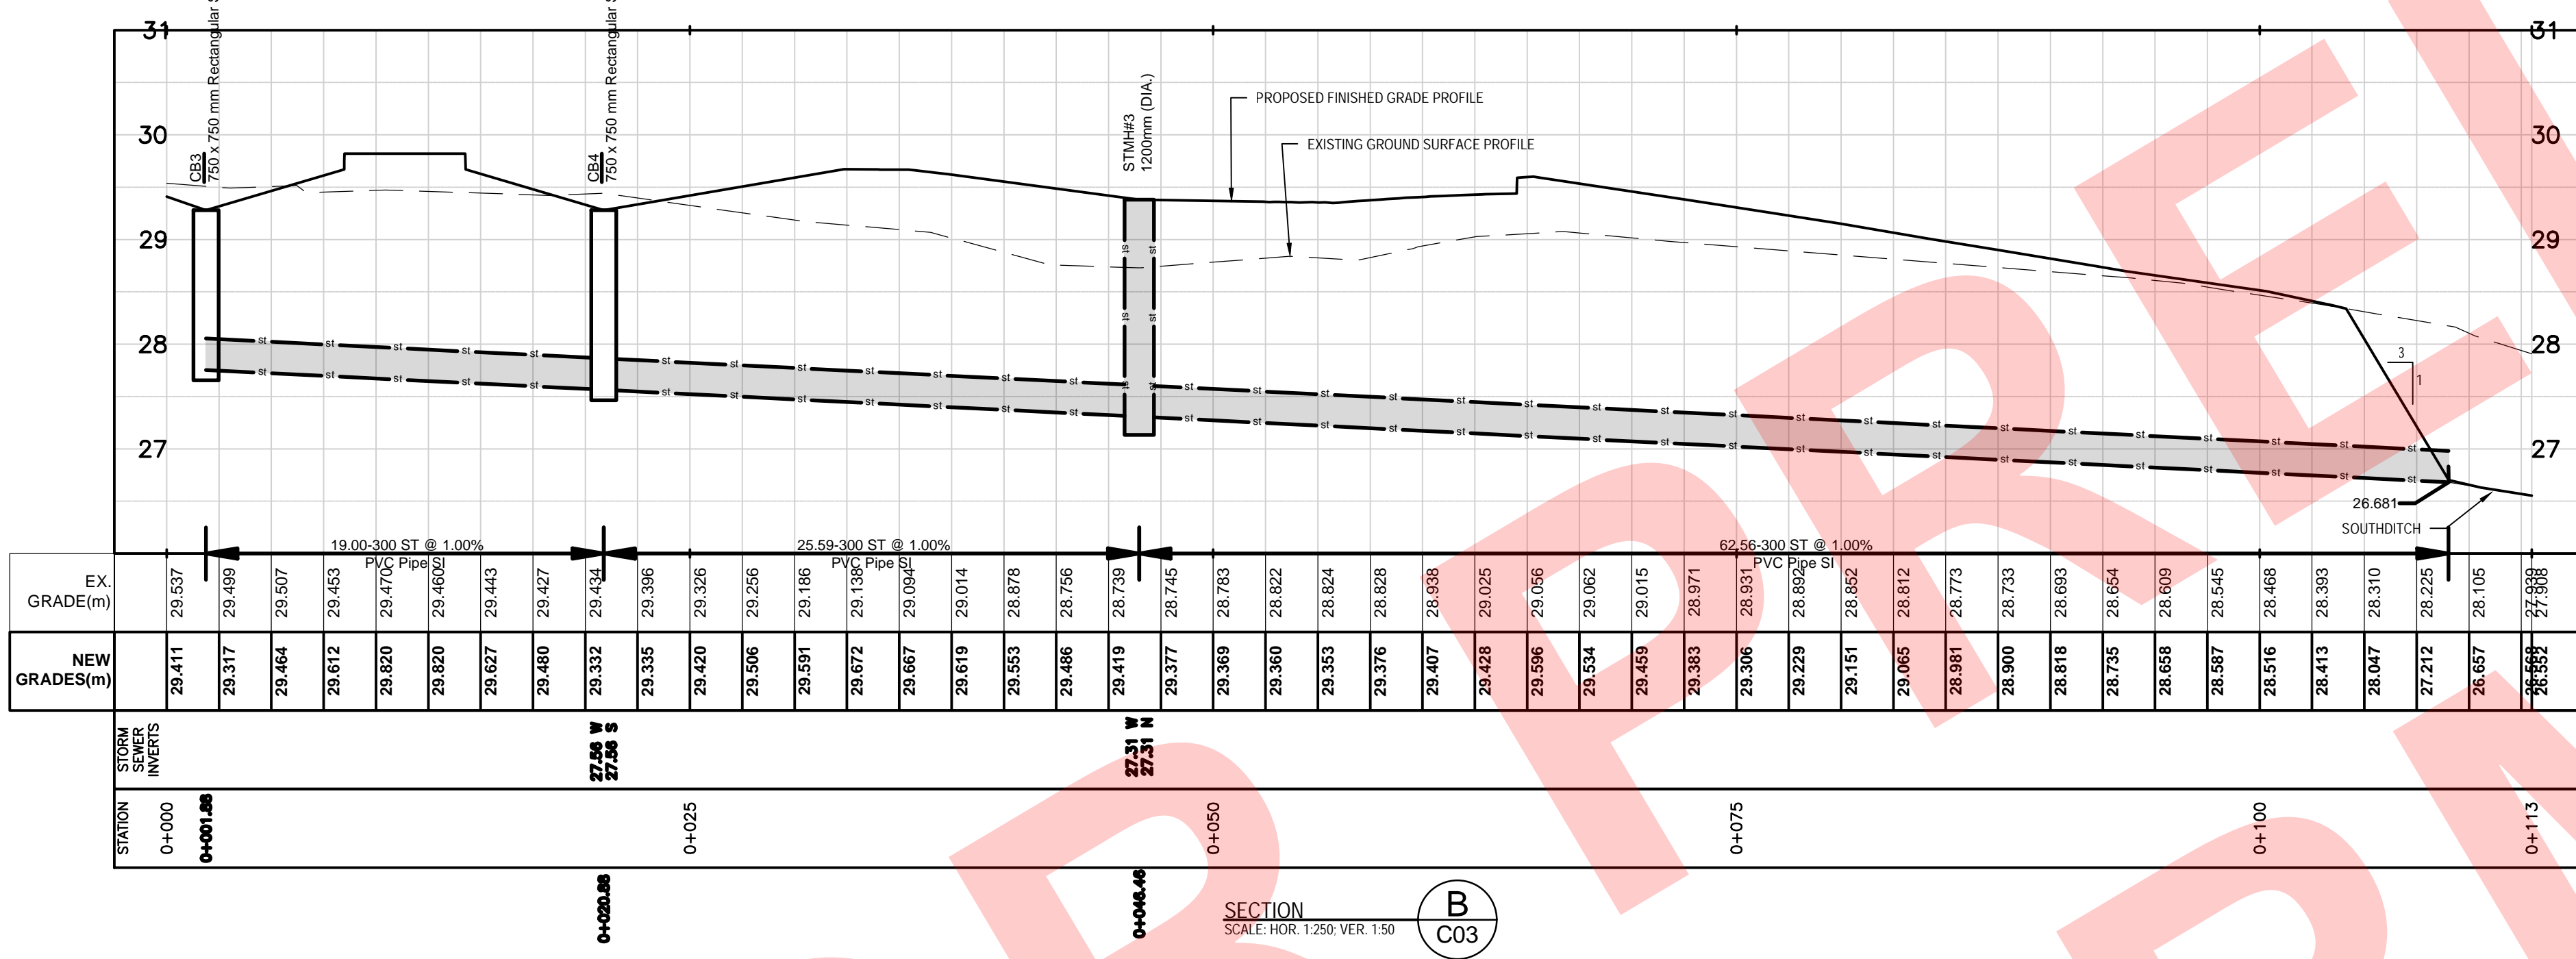 31
30
29
28
27
31
30
29
28
27
CB3
750 x 750 mm Rectangular
CB4
750 x 750 mm Rectangular
STMH#3
1200mm (DIA.)
PROPOSED FINISHED GRADE PROFILE
EXISTING GROUND SURFACE PROFILE
3
1
26.681
SOUTHDITCH
19.00-300 ST @ 1.00%
PVC Pipe SI
25.59-300 ST @ 1.00%
PVC Pipe SI
62.56-300 ST @ 1.00%
PVC Pipe SI
EX.
GRADE(m)
29.537 29.499 29.507 29.453 29.470 29.460 29.443 29.427 29.434 29.396 29.326 29.256 29.186 29.138 29.094 29.014 28.878 28.756 28.739 28.745 28.783 28.822 28.824 28.828 28.938 29.025 29.056 29.062 29.015 28.971 28.931 28.892 28.852 28.812 28.773 28.733 28.693 28.654 28.609 28.545 28.468 28.393 28.310 28.225 28.105 27.939 27.908
NEW
GRADES(m)
29.411 29.317 29.464 29.612 29.820 29.820 29.627 29.480 29.332 29.335 29.420 29.506 29.591 29.672 29.667 29.619 29.553 29.486 29.419 29.377 29.369 29.360 29.353 29.376 29.407 29.428 29.596 29.534 29.459 29.383 29.306 29.229 29.151 29.065 28.981 28.900 28.818 28.735 28.658 28.587 28.516 28.413 28.047 27.212 26.657 26.552
STORM
SEWER
INVERTS
27.56 W
27.56 S
27.31 W
27.31 N
STATION
0+000
0+001.88
0+025
0+050
0+075
0+100
0+113
0+020.88
0+046.46
SECTION
SCALE: HOR. 1:250; VER. 1:50
B
C03